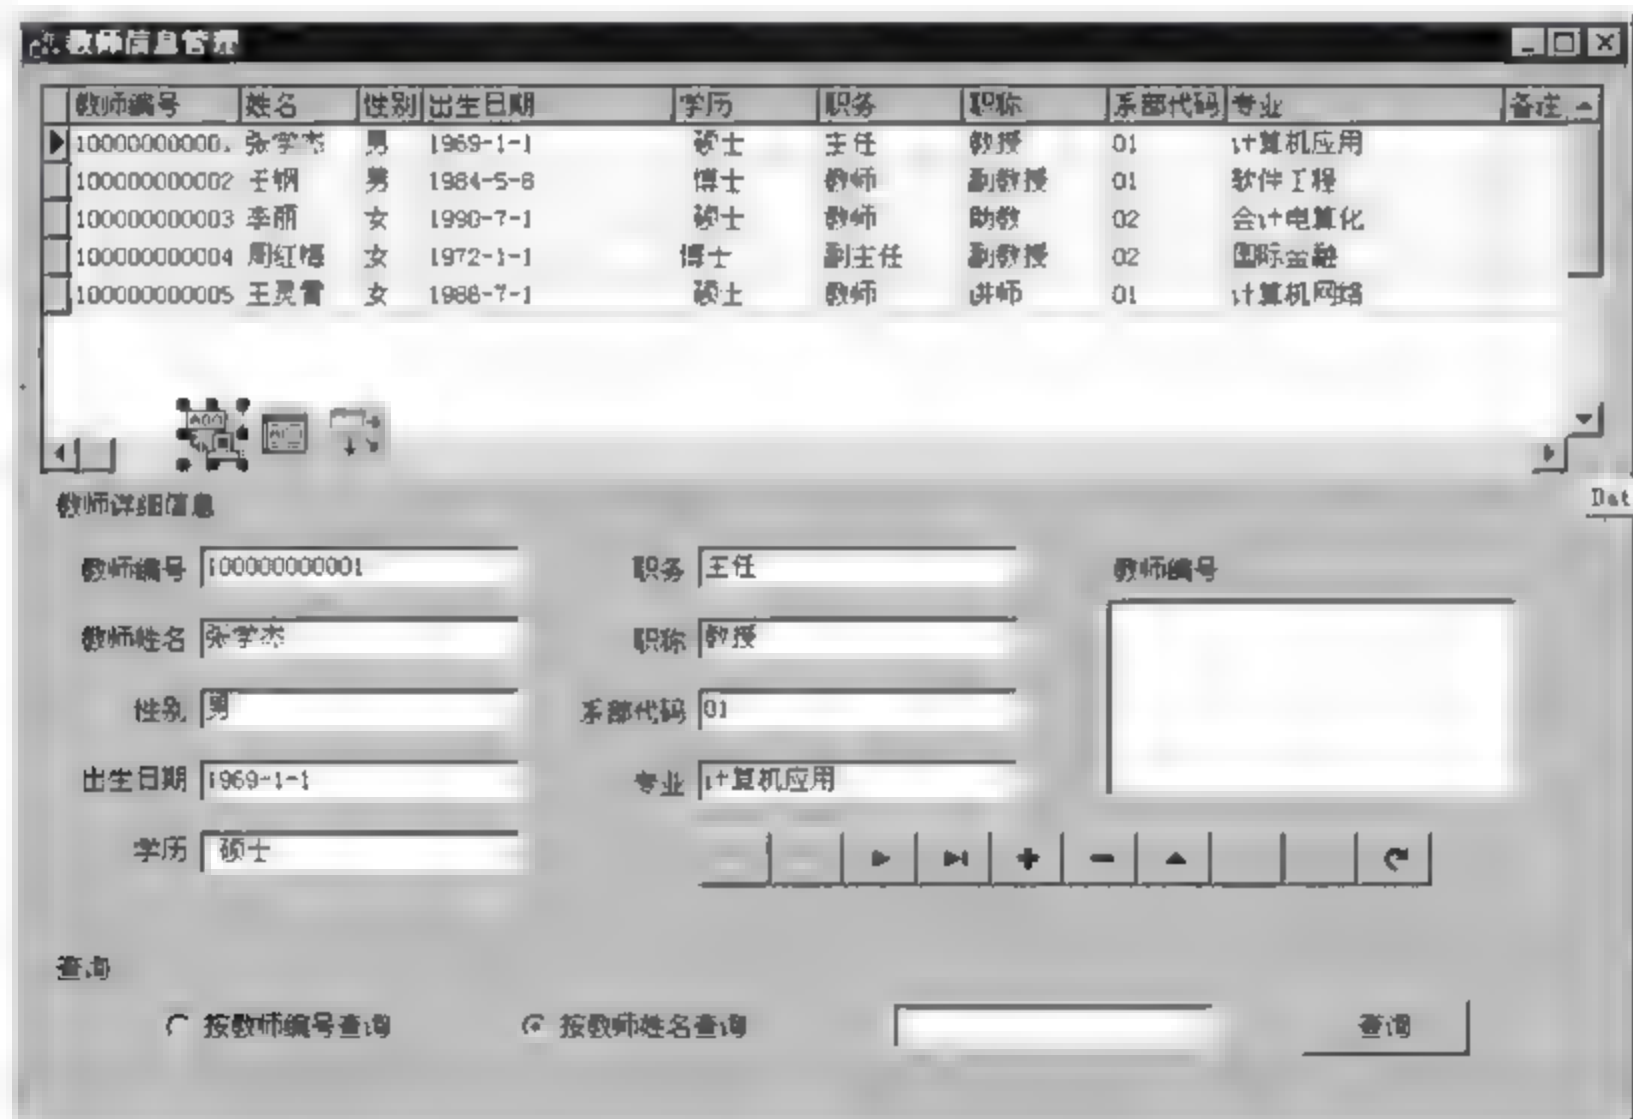 教师信息管理
教师编号 姓名 性别 出生日期 学历 职务 职称 系部代码 专业 备注
10000000000 张学杰 男 1969-1-1 硕士 主任 教授 01 计算机应用
100000000002 王钢 男 1984-5-8 博士 教师 副教授 01 软件工程
100000000003 李丽 女 1990-7-1 硕士 教师 助教 02 会计电算化
100000000004 周红梅 女 1972-1-1 博士 副主任 副教授 02 国际金融
100000000005 王灵霄 女 1988-7-1 硕士 教师 讲师 01 计算机网络
教师详细信息
Dat
教师编号 100000000001 职务 主任 教师编号
教师姓名 张学杰 职称 教授
性别 男 系部代码 01
出生日期 1969-1-1 专业 计算机应用
学历 硕士
查询
按教师编号查询 按教师姓名查询 查询